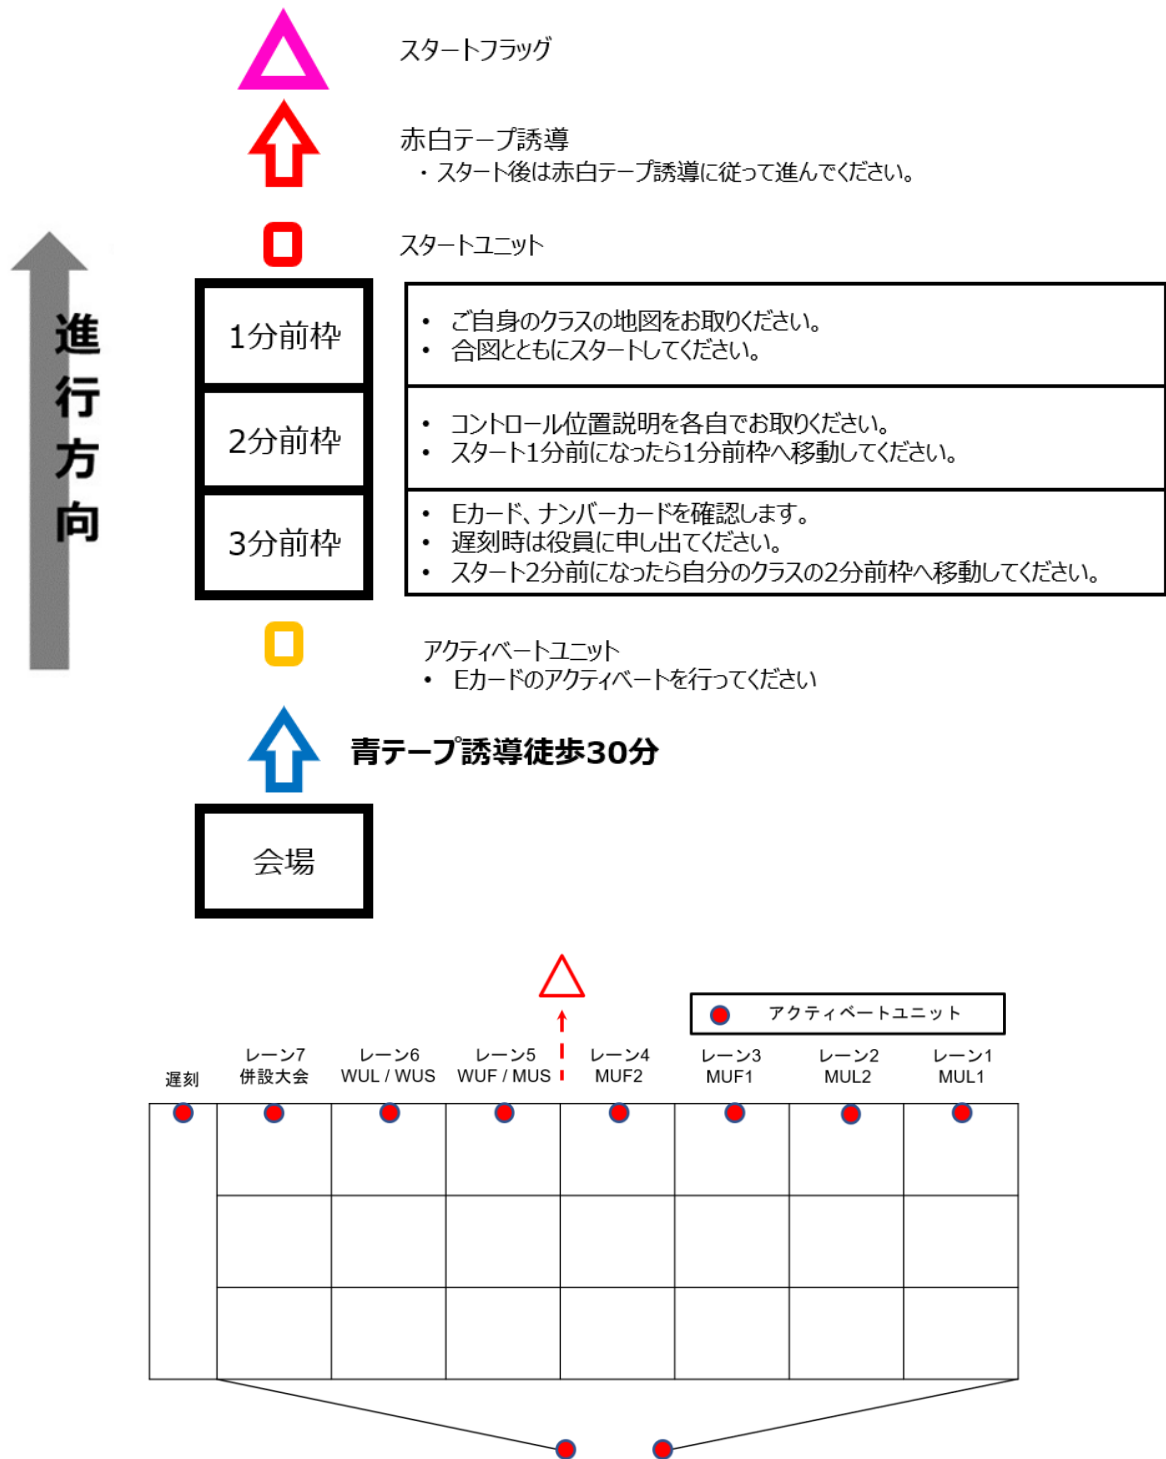 スタートフラッグ
赤白テープ誘導
・スタート後は赤白テープ誘導に従って進んでください。
スタートユニット
進行方向
1分前枠
• ご自身のクラスの地図をお取りください。
• 合図とともにスタートしてください。
2分前枠
• コントロール位置説明を各自でお取りください。
• スタート1分前になったら1分前枠へ移動してください。
3分前枠
• Eカード、ナンバーカードを確認します。
• 遅刻時は役員に申し出てください。
• スタート2分前になったら自分のクラスの2分前枠へ移動してください。
アクティベートユニット
• Eカードのアクティベートを行ってください
青テープ誘導徒歩30分
会場
アクティベートユニット
遅刻
レーン7
併設大会
レーン6
WUL / WUS
レーン5
WUF / MUS
レーン4
MUF2
レーン3
MUF1
レーン2
MUL2
レーン1
MUL1